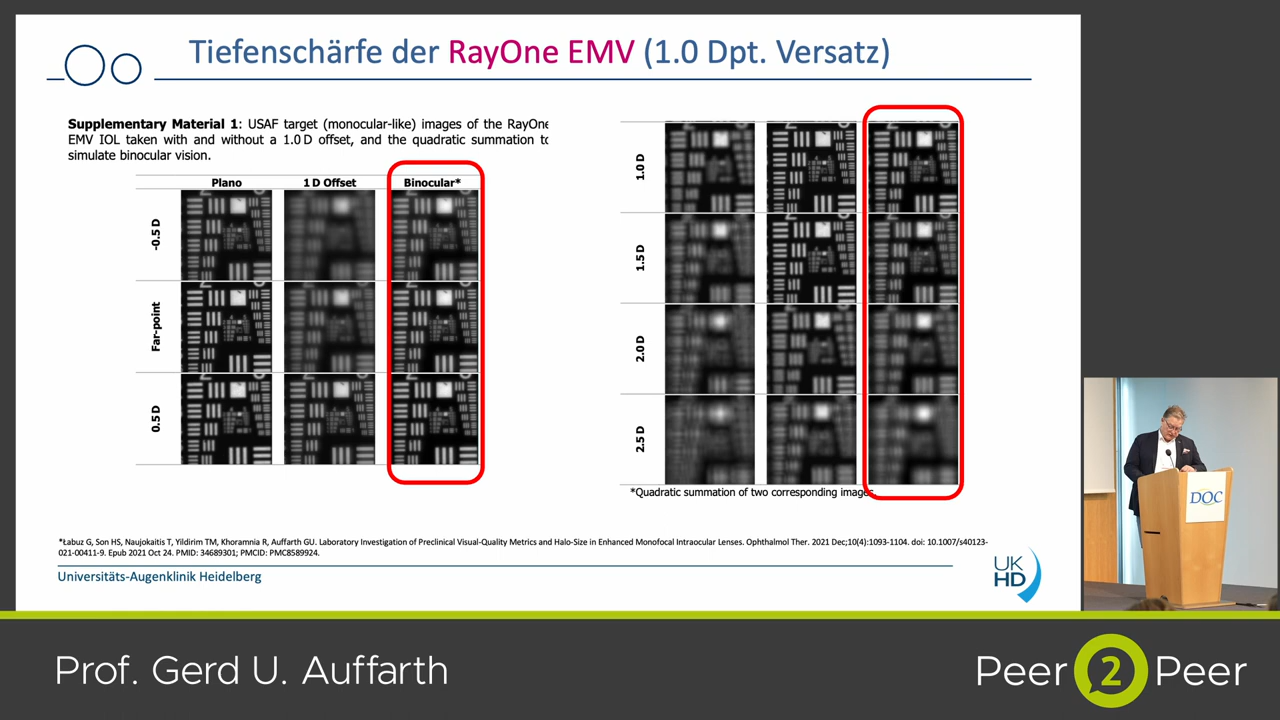 Tiefenschärfe der RayOne EMV (1.0 Dpt. Versatz)
Supplementary Material 1: USAF target (monocular-like) images of the RayOne
EMV IOL taken with and without a 1.0 D offset, and the quadratic summation to
simulate binocular vision.
Plano 1 D Offset Binocular*
-0.5 D
Far-point
0.5 D
1.0 D
1.5 D
2.0 D
2.5 D
*Quadratic summation of two corresponding images.
*Łabuz G, Son HS, Naujokaitis T, Yildirim TM, Khoramnia R, Auffarth GU. Laboratory Investigation of Preclinical Visual-Quality Metrics and Halo-Size in Enhanced Monofocal Intraocular Lenses. Ophthalmol Ther. 2021 Dec;10(4):1093-1104. doi: 10.1007/s40123-
021-00411-9. Epub 2021 Oct 24. PMID: 34689301; PMCID: PMC8589924.
Universitäts-Augenklinik Heidelberg
UK
HD
DOC
Prof. Gerd U. Auffarth
Peer 2 Peer